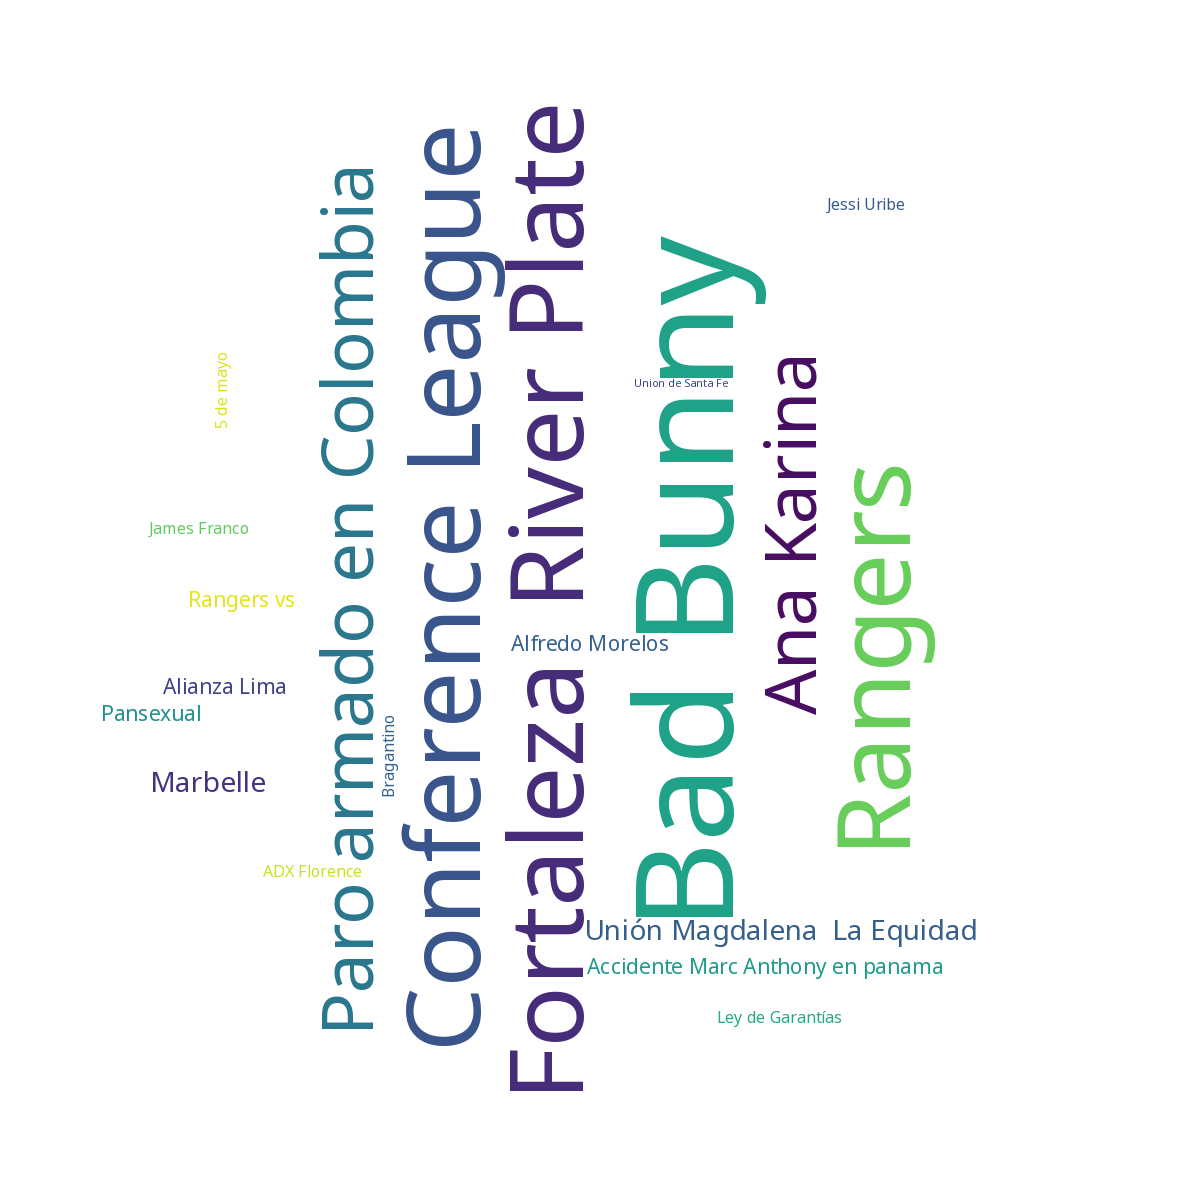 Paro armado en Colombia
Conference League
Fortaleza River Plate
Bad Bunny
Ana Karina
Rangers
Jessi Uribe
5 de mayo
Union de Santa Fe
James Franco
Rangers vs
Alfredo Morelos
Alianza Lima
Pansexual
Bragantino
Marbelle
ADX Florence
Unión Magdalena  La Equidad
Accidente Marc Anthony en panama
Ley de Garantías